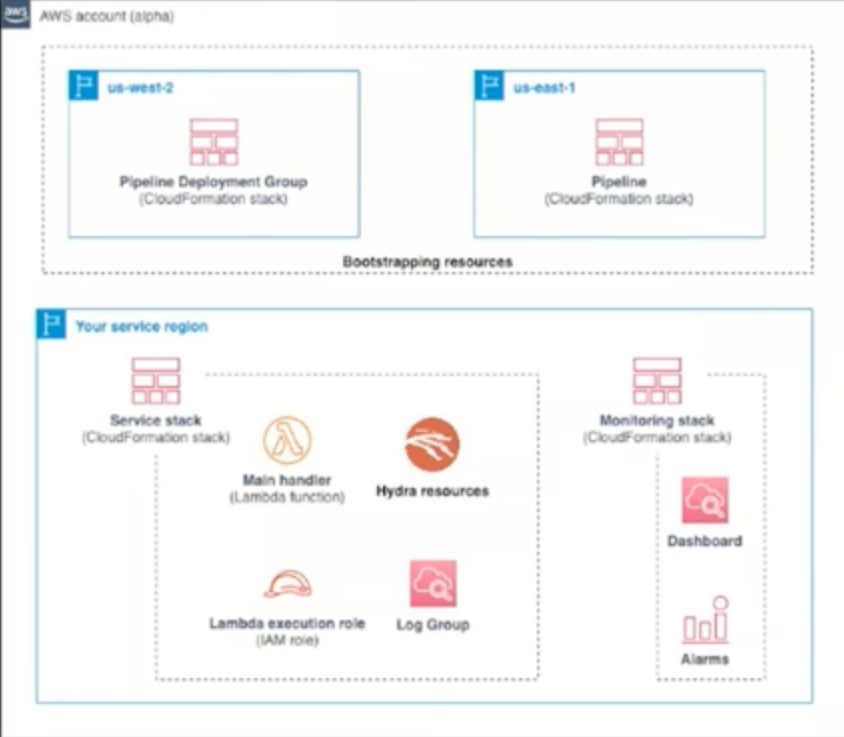 aws
AWS account (alpha)
us-west-2
us-east-1
Pipeline Deployment Group
(CloudFormation stack)
Pipeline
(CloudFormation stack)
Bootstrapping resources
Your service region
Service stack
(CloudFormation stack)
Monitoring stack
(CloudFormation stack)
Main handler
(Lambda function)
Hydra resources
Dashboard
Lambda execution role
(IAM role)
Log Group
Alarms